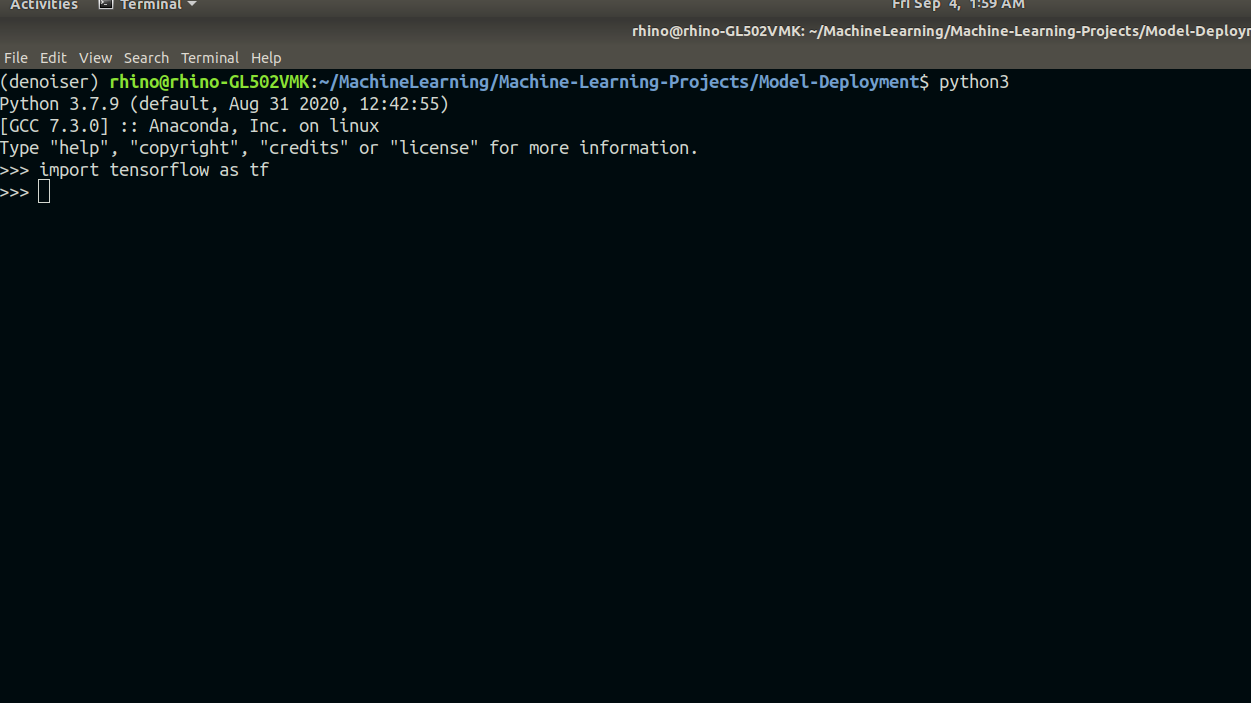 Activities Terminal Fri Sep 4, 1:59 AM
rhino@rhino-GL502VMK: ~/MachineLearning/Machine-Learning-Projects/Model-Deployr
File Edit View Search Terminal Help
(denoiser) rhino@rhino-GL502VMK:~/MachineLearning/Machine-Learning-Projects/Model-Deployment$ python3
Python 3.7.9 (default, Aug 31 2020, 12:42:55)
[GCC 7.3.0] :: Anaconda, Inc. on linux
Type "help", "copyright", "credits" or "license" for more information.
>>> import tensorflow as tf
>>>